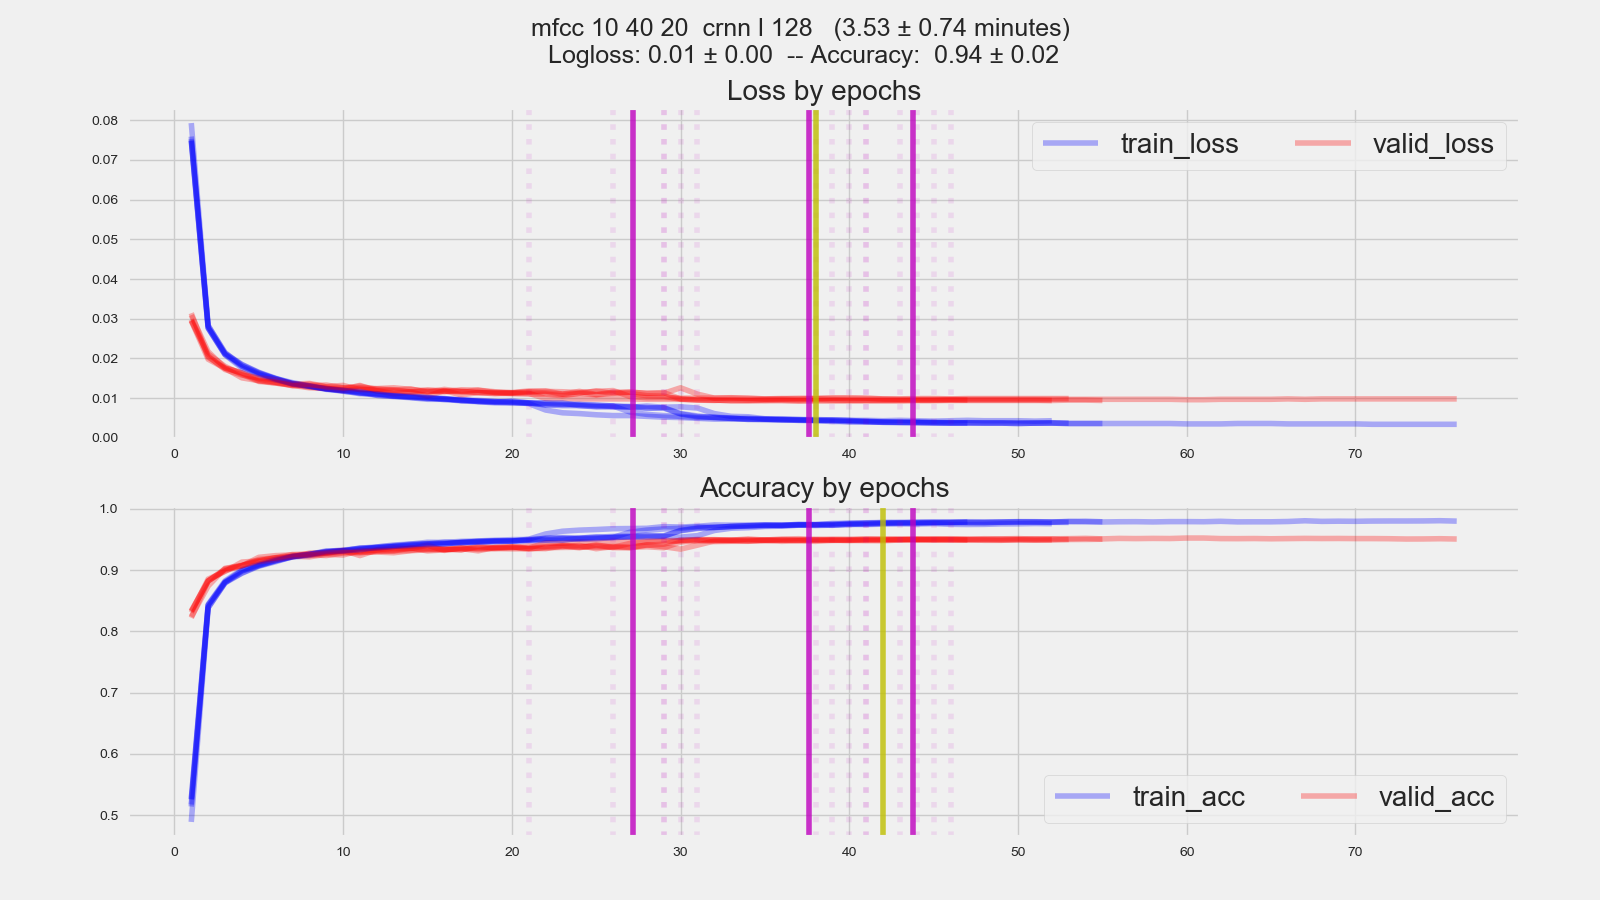 mfcc 10 40 20  crnn l 128   (3.53 ± 0.74 minutes)
Logloss: 0.01 ± 0.00  -- Accuracy:  0.94 ± 0.02
Loss by epochs
0.08
0.07
0.06
0.05
0.04
0.03
0.02
0.01
0.00
train_loss valid_loss
0 10 20 30 40 50 60 70
Accuracy by epochs
1.0
0.9
0.8
0.7
0.6
0.5
train_acc valid_acc
0 10 20 30 40 50 60 70